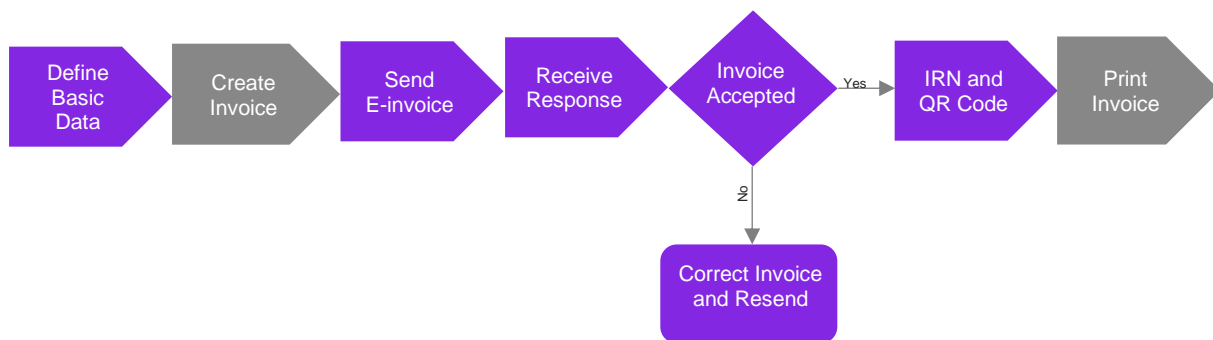 Define
Basic
Data
Create
Invoice
Send
E-invoice
Receive
Response
Invoice
Accepted
Yes
IRN and
QR Code
Print
Invoice
No
Correct Invoice
and Resend